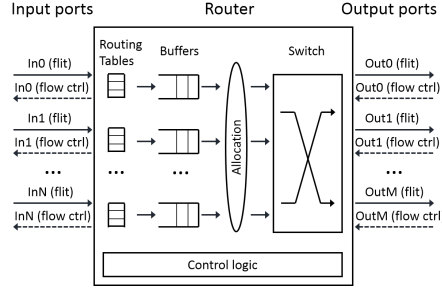 Input ports Router Output ports
Routing Tables Buffers Switch
In0 (flit) Out0 (flit)
In0 (flow ctrl) Out0 (flow ctrl)
In1 (flit) Out1 (flit)
In1 (flow ctrl) Out1 (flow ctrl)
Allocation
... ... ... ...
InN (flit) OutM (flit)
InN (flow ctrl) OutM (flow ctrl
Control logic